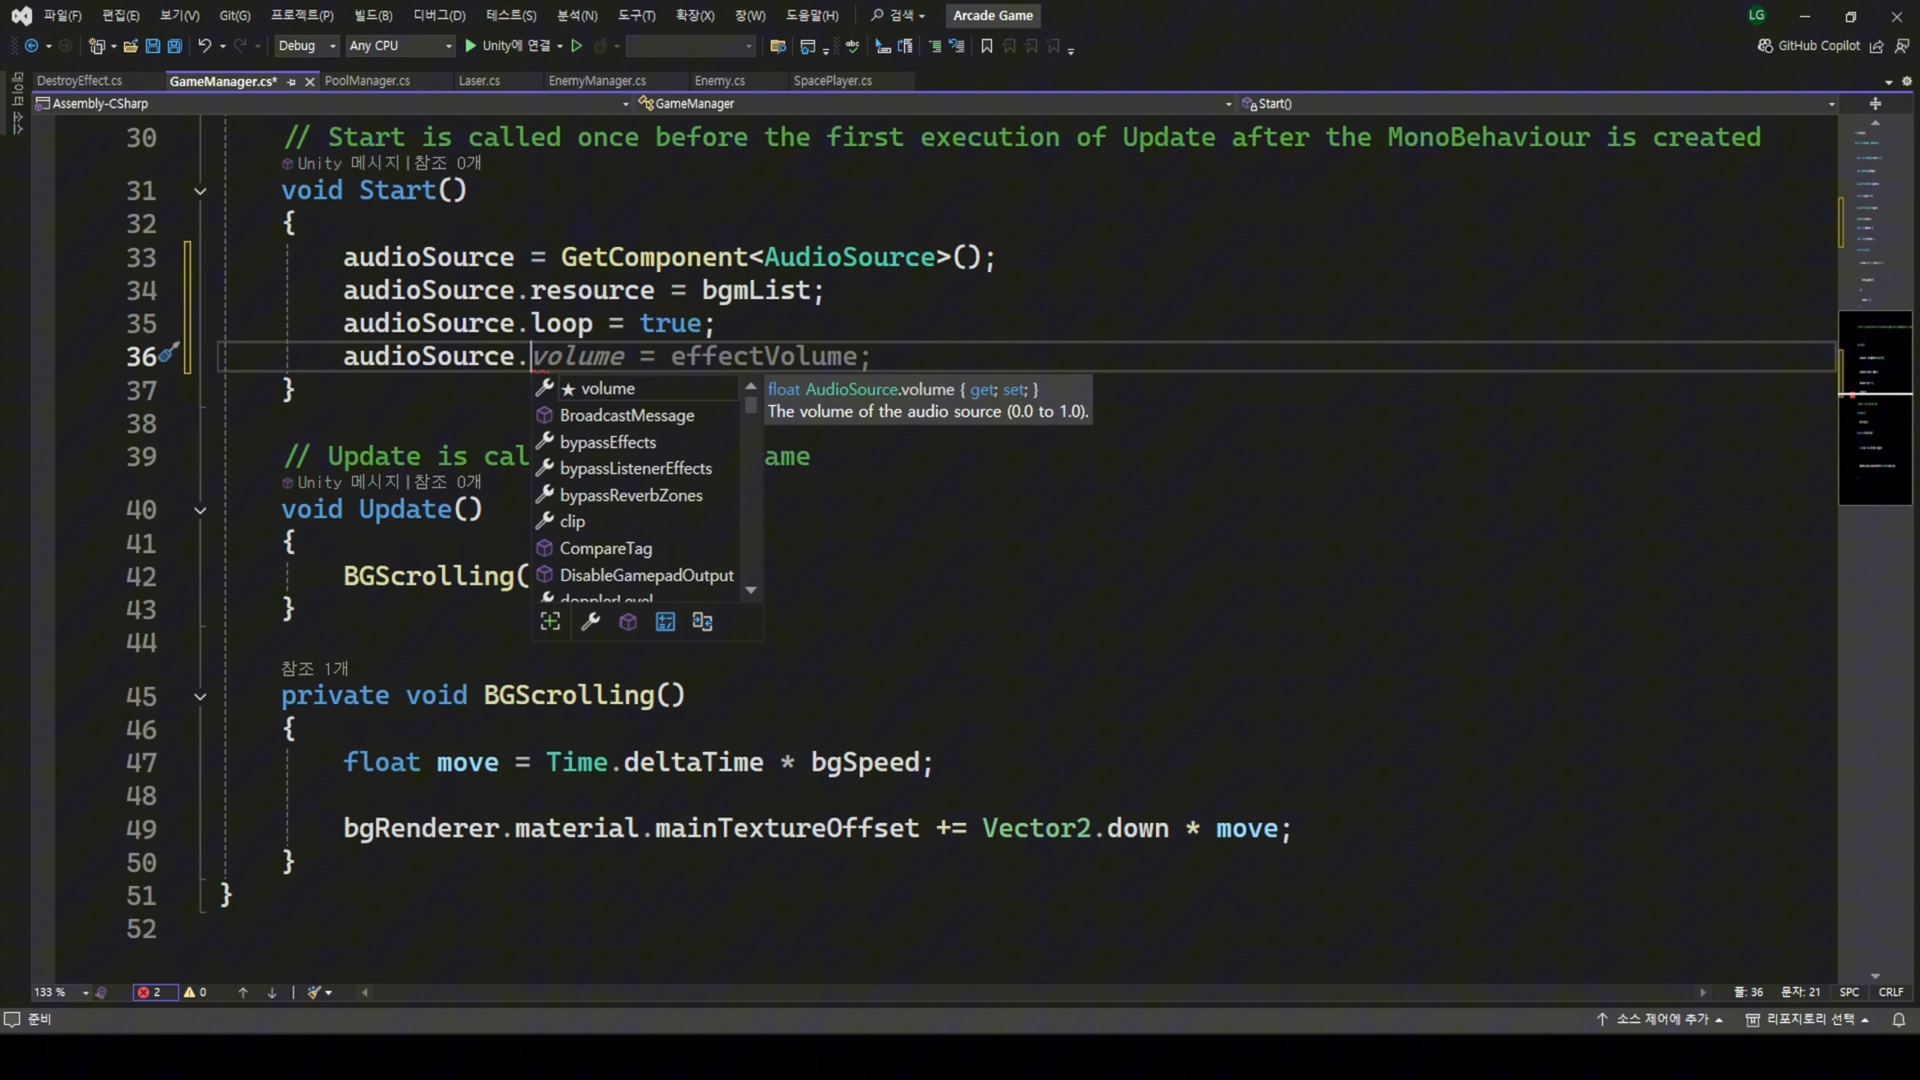 파일(F) 편집(E) 보기(V) Git(G) 프로젝트(P) 빌드(B) 디버그(D) 테스트(S) 분석(N) 도구(T) 확장(X) 창(W) 도움말(H) 검색 Arcade Game LG
Debug Any CPU Unity에 연결 GitHub Copilot
데이터 소스
DestroyEffect.cs GameManager.cs* PoolManager.cs Laser.cs EnemyManager.cs Enemy.cs SpacePlayer.cs
Assembly-CSharp GameManager Start()
30 // Start is called once before the first execution of Update after the MonoBehaviour is created
Unity 메시지|참조 0개
31 void Start()
32 {
33 audioSource = GetComponent<AudioSource>();
34 audioSource.resource = bgmList;
35 audioSource.loop = true;
36 audioSource.volume = effectVolume;
37 }
★ volume
float AudioSource.volume { get; set; }
The volume of the audio source (0.0 to 1.0).
BroadcastMessage
bypassEffects
bypassListenerEffects
bypassReverbZones
clip
CompareTag
DisableGamepadOutput
dopplerLevel
38
39 // Update is cal ame
Unity 메시지|참조 0개
40 void Update()
41 {
42 BGScrolling(
43 }
44
참조 1개
45 private void BGScrolling()
46 {
47 float move = Time.deltaTime * bgSpeed;
48
49 bgRenderer.material.mainTextureOffset += Vector2.down * move;
50 }
51 }
52
133 % 2 0 줄: 36 문자: 21 SPC CRLF
준비 소스 제어에 추가 리포지토리 선택